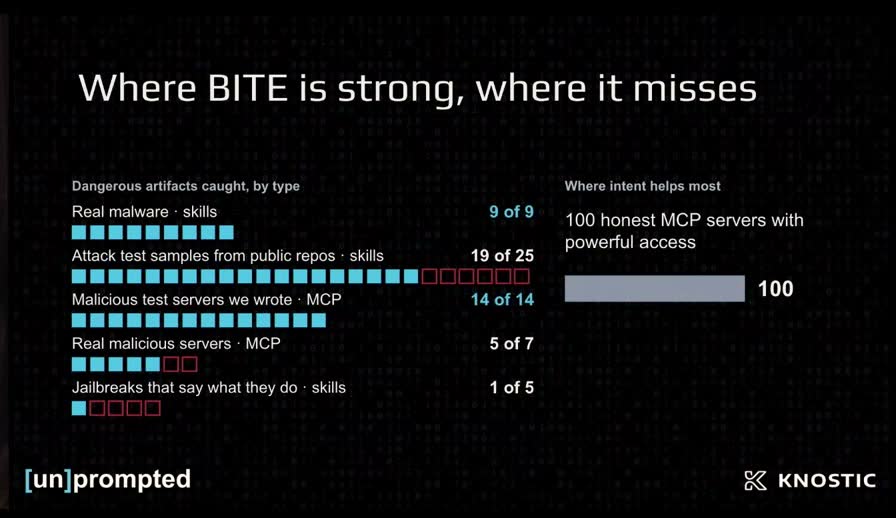 Where BITE is strong, where it misses
Dangerous artifacts caught, by type
Real malware · skills 9 of 9
Attack test samples from public repos · skills 19 of 25
Malicious test servers we wrote · MCP 14 of 14
Real malicious servers · MCP 5 of 7
Jailbreaks that say what they do · skills 1 of 5
Where intent helps most
100 honest MCP servers with
powerful access
100
[un]prompted
KNOSTIC